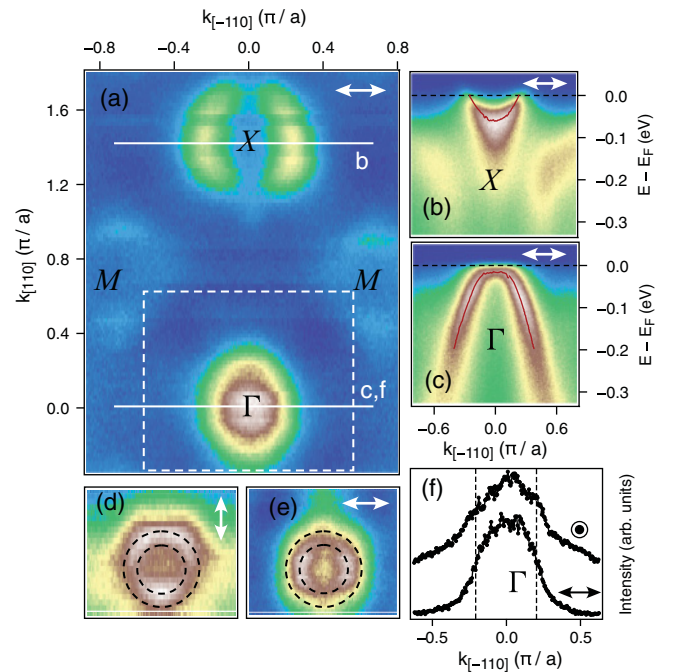 k[-110] (π / a)
-0.8 -0.4 0.0 0.4 0.8
(a)
1.6
X
b
1.2
k[110] (π / a)
0.8
M M
0.4
c,f
0.0
Γ
(b)
X
0.0
-0.1
-0.2
-0.3
E – EF (eV)
(c)
Γ
0.0
-0.1
-0.2
-0.3
E – EF (eV)
-0.6 0.0 0.6
k[-110] (π / a)
(d)
(e)
(f)
Γ
Intensity (arb. units)
-0.5 0.0 0.5
k[-110] (π / a)